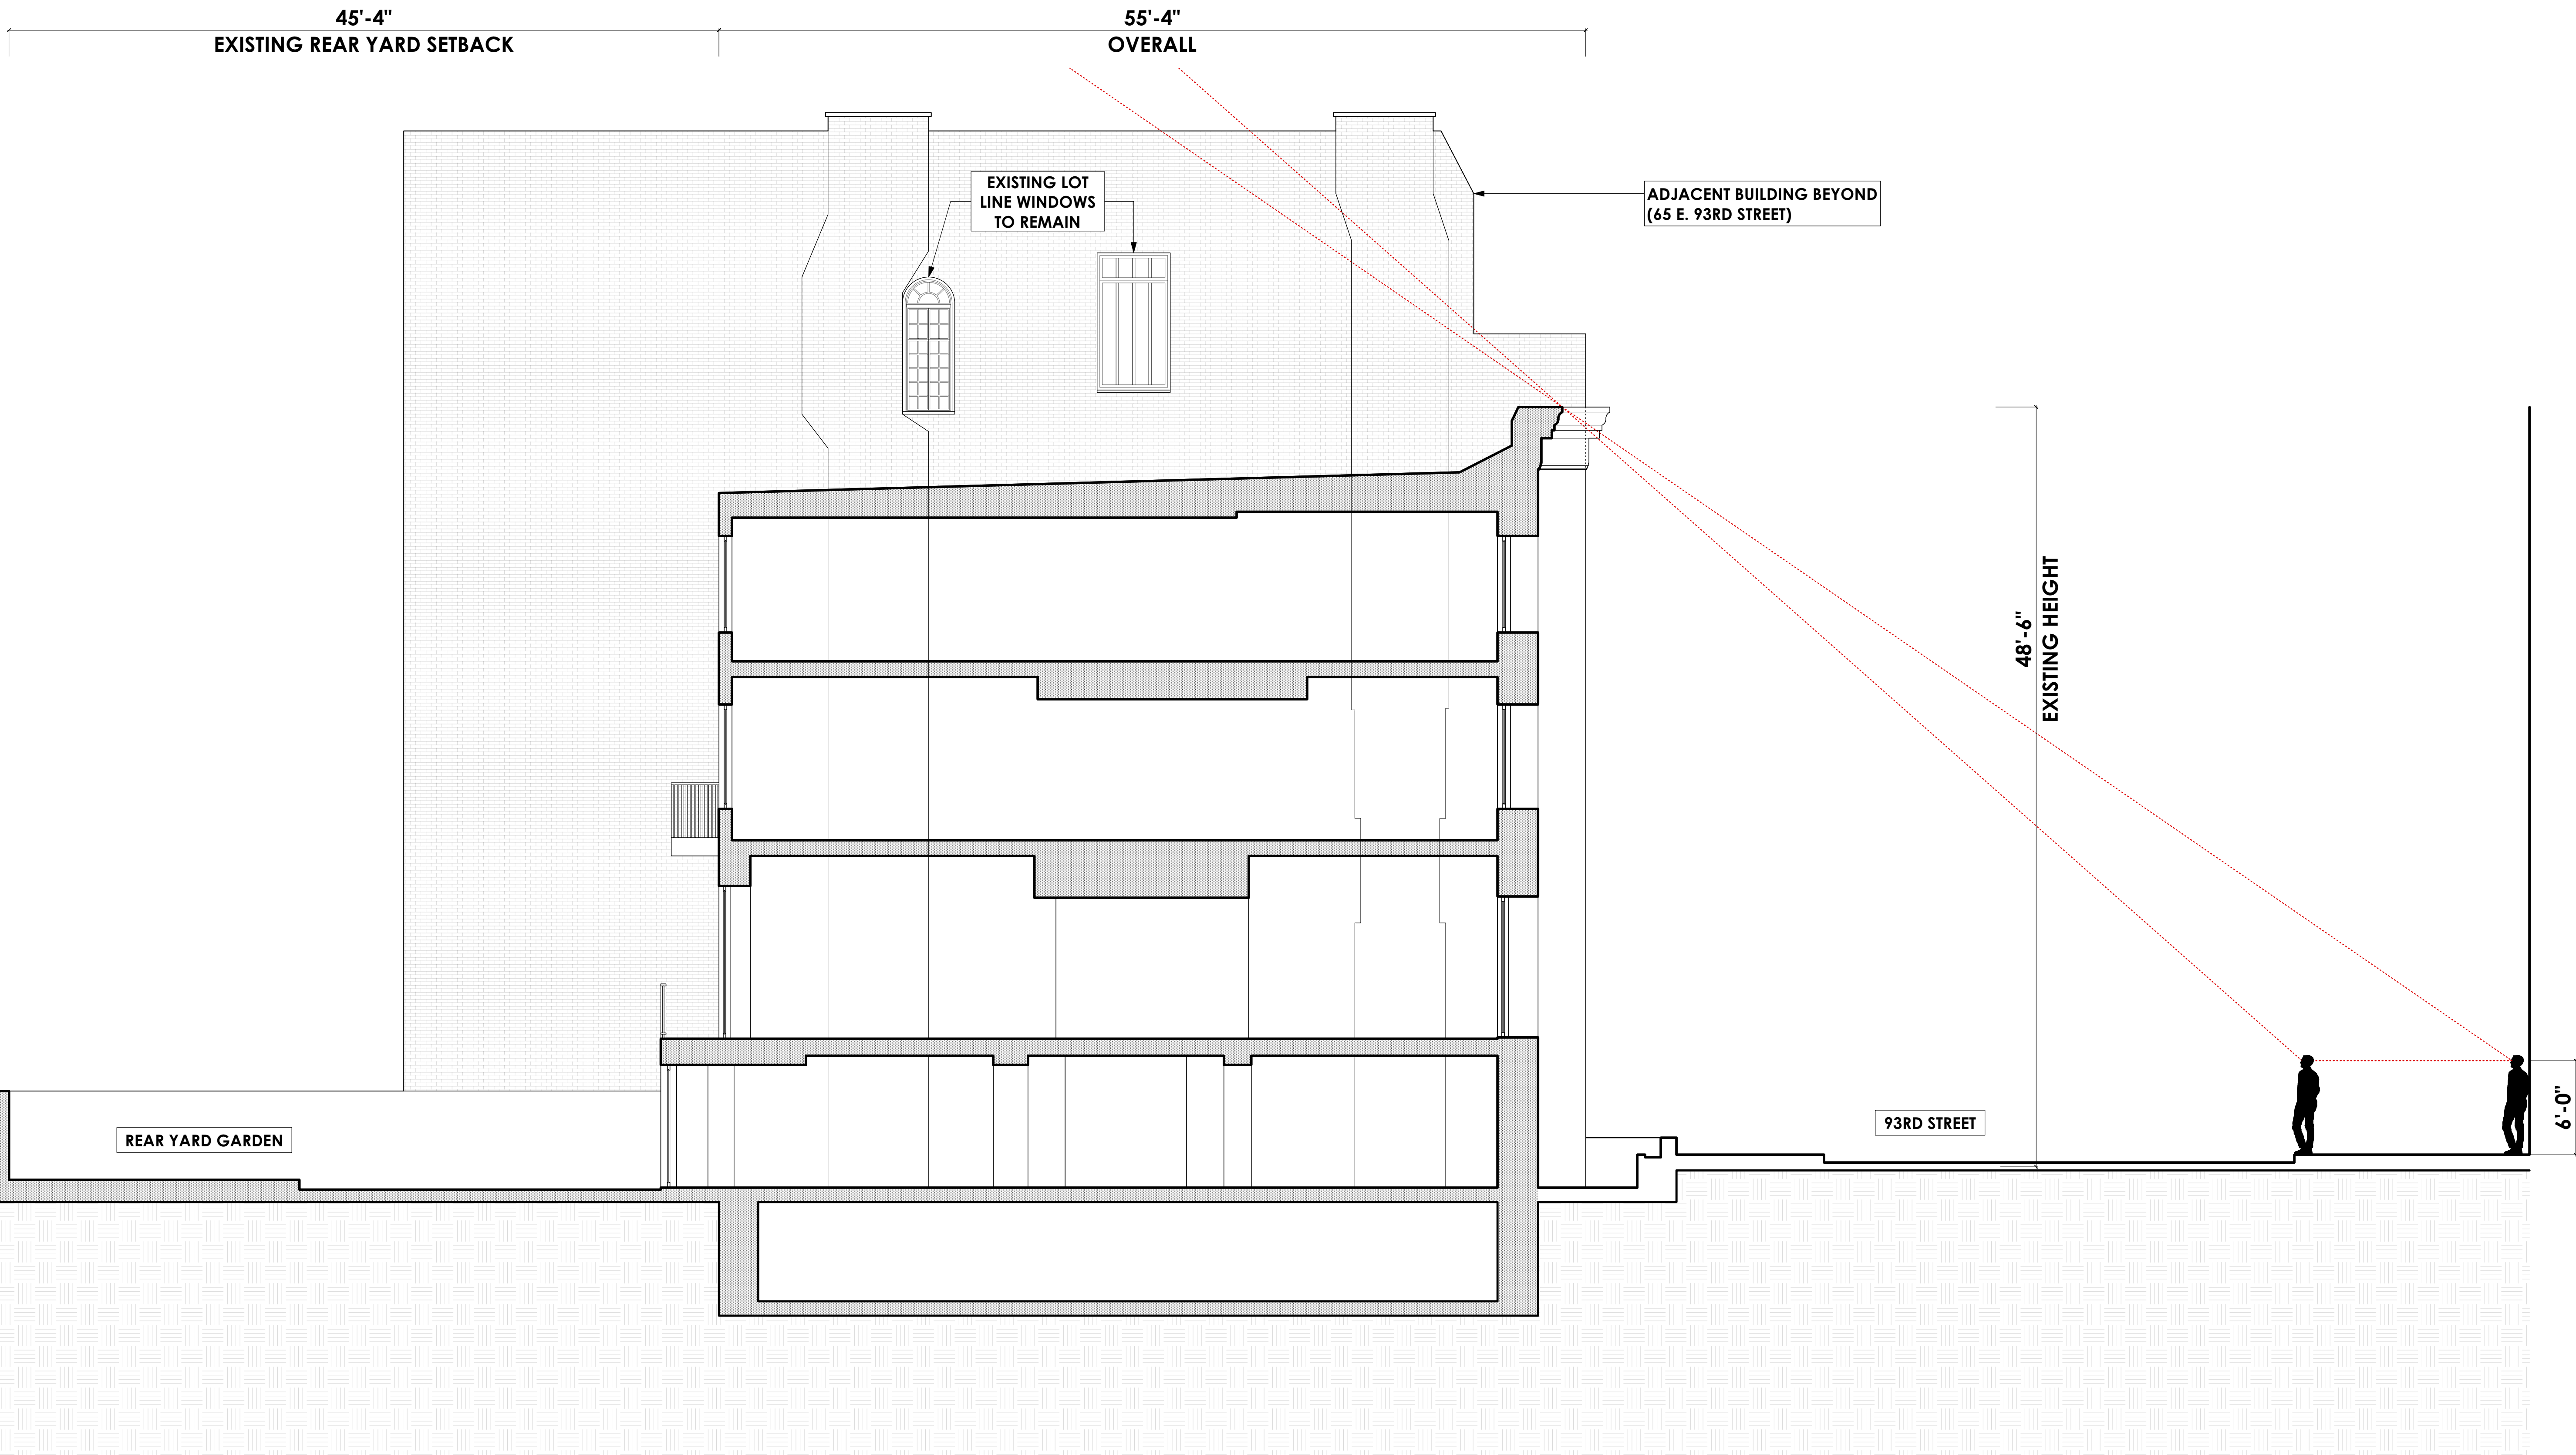 45'-4"
EXISTING REAR YARD SETBACK
55'-4"
OVERALL
EXISTING LOT
LINE WINDOWS
TO REMAIN
ADJACENT BUILDING BEYOND
(65 E. 93RD STREET)
48'-6"
EXISTING HEIGHT
REAR YARD GARDEN
93RD STREET
6'-0"